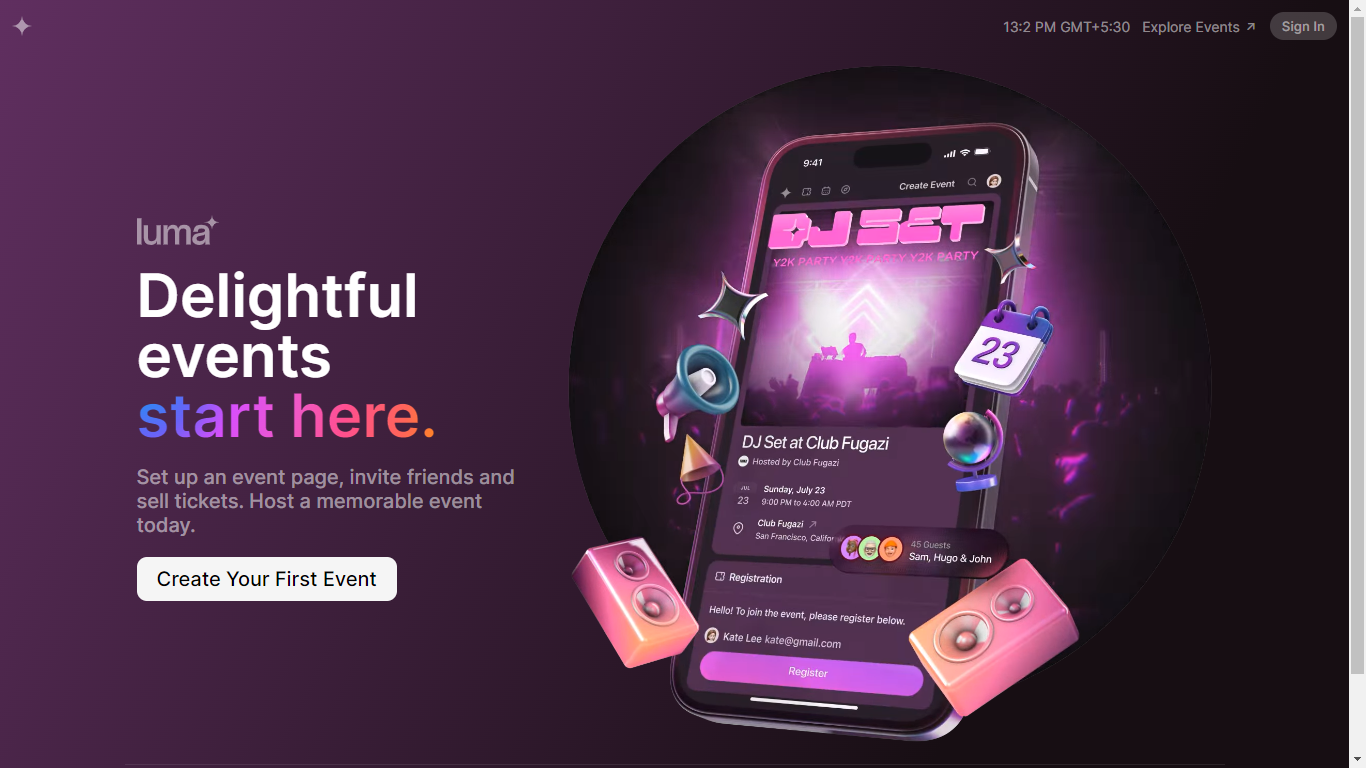 13:2 PM GMT+5:30 Explore Events ↗ Sign In
luma
Delightful
events
start here.
Set up an event page, invite friends and
sell tickets. Host a memorable event
today.
Create Your First Event
9:41
Create Event
DJ SET
Y2K PARTY Y2K PARTY Y2K PARTY
23
DJ Set at Club Fugazi
Hosted by Club Fugazi
JUL
23
Sunday, July 23
9:00 PM to 4:00 AM PDT
Club Fugazi ↗
San Francisco, Califor
45 Guests
Sam, Hugo & John
Registration
Hello! To join the event, please register below.
Kate Lee kate@gmail.com
Register